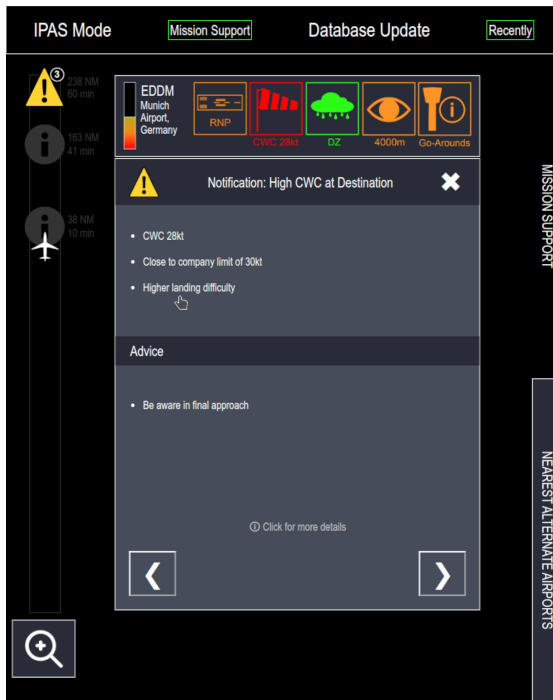 IPAS Mode
Mission Support
Database Update
Recently
3
238 NM
60 min
163 NM
41 min
38 NM
10 min
EDDM
Munich
Airport,
Germany
RNP
CWC 28kt
DZ
4000m
Go-Arounds
Notification: High CWC at Destination
• CWC 28kt
• Close to company limit of 30kt
• Higher landing difficulty
Advice
• Be aware in final approach
Click for more details
MISSION SUPPORT
NEAREST ALTERNATE AIRPORTS